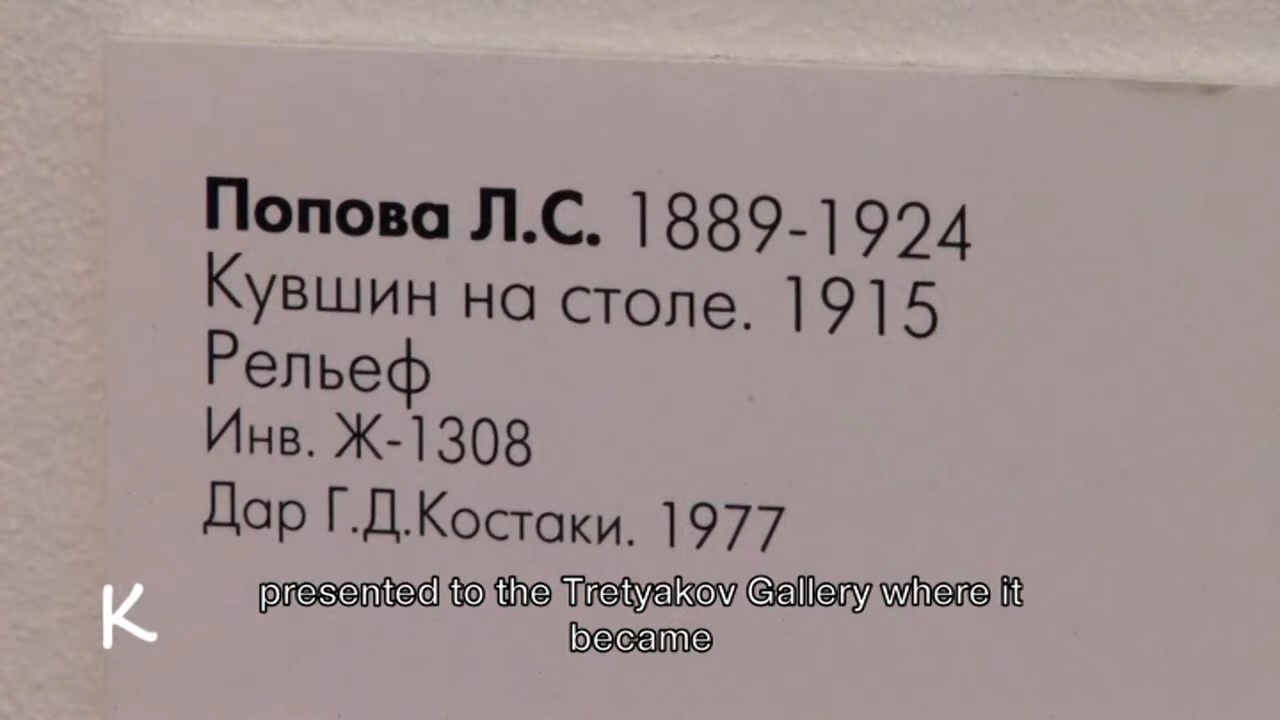 Попова Л.С. 1889-1924
Кувшин на столе. 1915
Рельеф
Инв. Ж-1308
Дар Г.Д.Костаки. 1977
K
presented to the Tretyakov Gallery where it
became